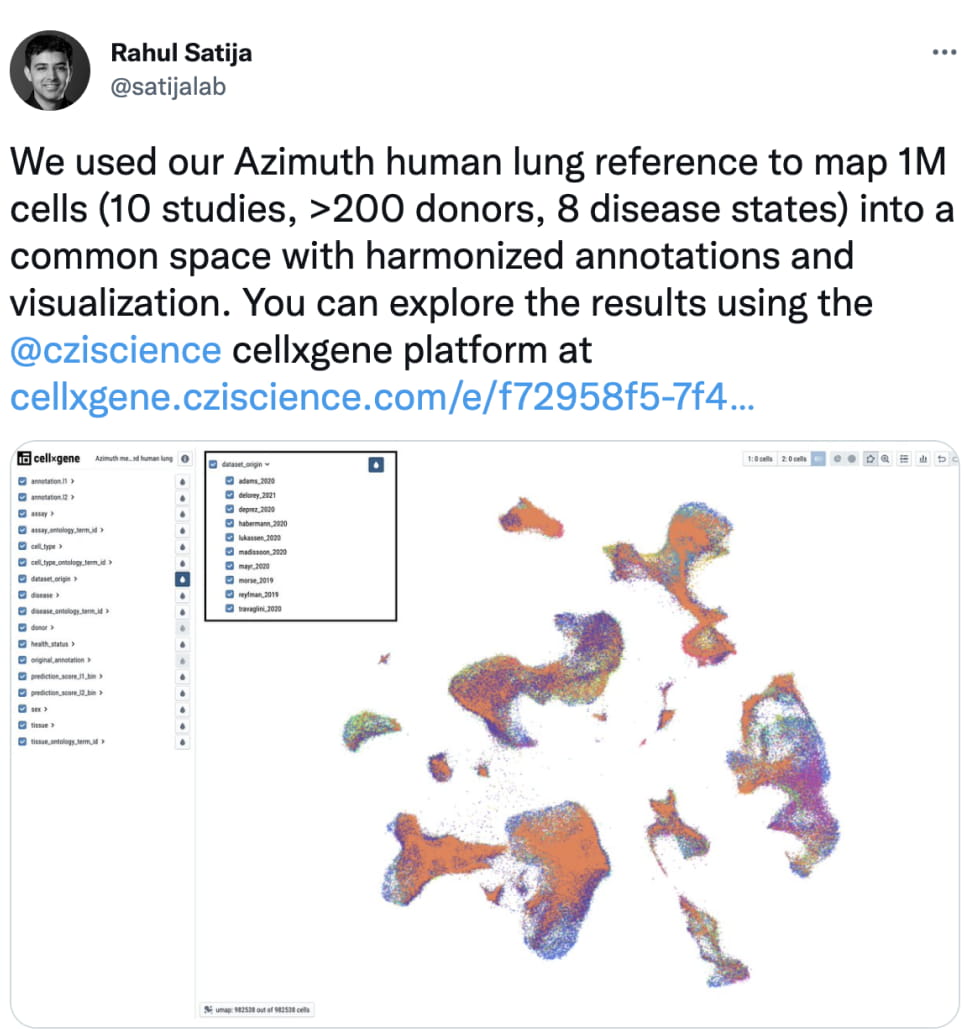 Rahul Satija
@satijalab
We used our Azimuth human lung reference to map 1M
cells (10 studies, >200 donors, 8 disease states) into a
common space with harmonized annotations and
visualization. You can explore the results using the
@cziscience cellxgene platform at
cellxgene.cziscience.com/e/f72958f5-7f4...
cellxgene
Azimuth me...ed human lung
annotation.l1
annotation.l2
assay
assay_ontology_term_id
cell_type
cell_type_ontology_term_id
dataset_origin
disease
disease_ontology_term_id
donor
health_status
original_annotation
prediction_score_l1_bin
prediction_score_l2_bin
sex
tissue
tissue_ontology_term_id
dataset_origin
adams_2020
delorey_2021
deprez_2020
habermann_2020
lukassen_2020
madissoon_2020
mayr_2020
morse_2019
reyfman_2019
travaglini_2020
1: 0 cells
2: 0 cells
umap: 982538 out of 982538 cells